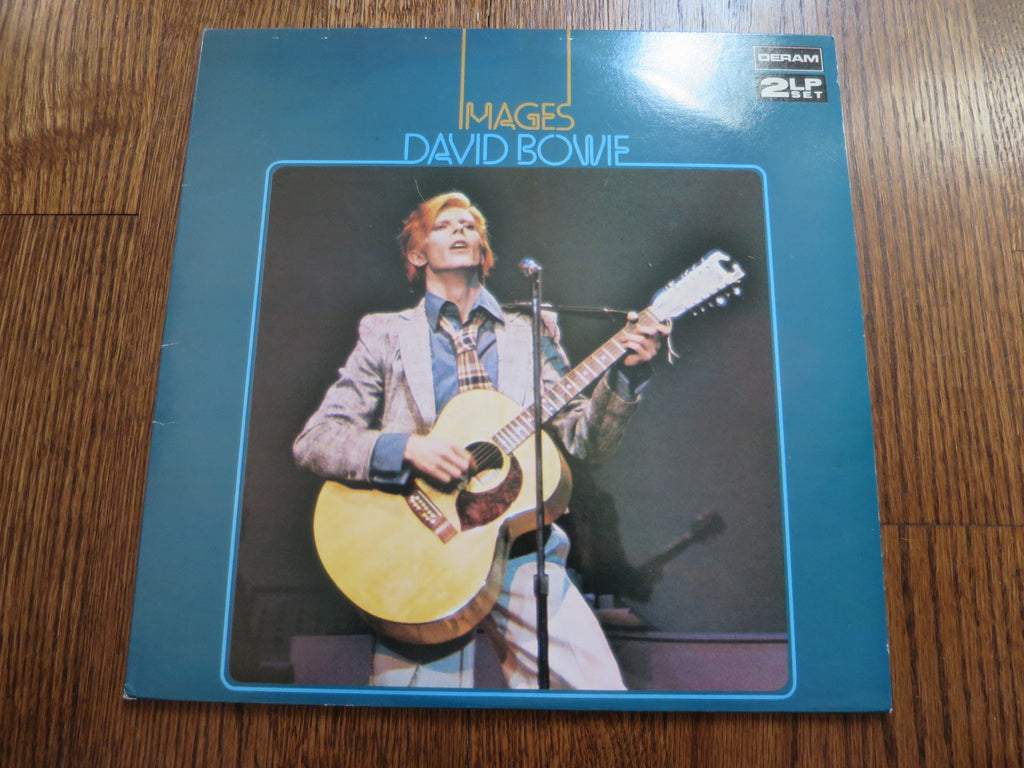 IMAGES
DAVID BOWIE
DERAM
2LP
SET